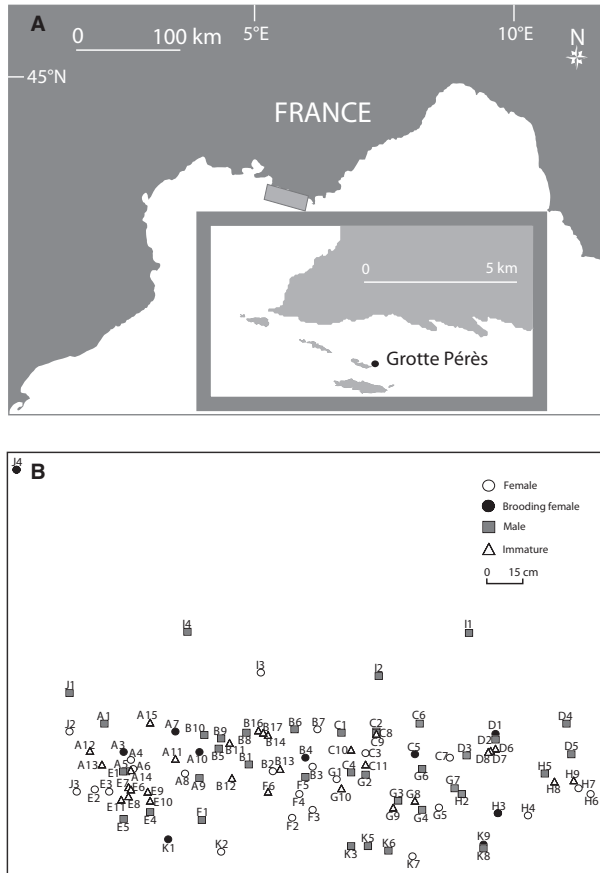 A
0 100 km
5°E
10°E
N
45°N
FRANCE
0 5 km
Grotte Pérès
B
J4
Female
Brooding female
Male
Immature
0 15 cm
I4
I1
I3
I2
J1
J2
A1
A15
A7
B10
B9
B8
B16
B17
B14
B6
B7
C1
C2
C8
C9
C6
D1
D4
A12
A3
A4
A10
B5
B11
B4
C10
C3
C5
C7
D3
D2
D6
D8
D7
D5
A13
A5
A6
A11
B1
B2
B13
B3
C4
C11
G6
H5
E1
A14
A8
A9
B12
G1
G2
H8
H9
J3
E2
E3
E7
E6
E9
F6
F5
F4
G10
G7
H2
H7
H6
E11
E8
E10
G3
G8
E5
E4
F1
F2
F3
G9
G4
G5
H3
H4
K1
K2
K3
K5
K6
K7
K9
K8